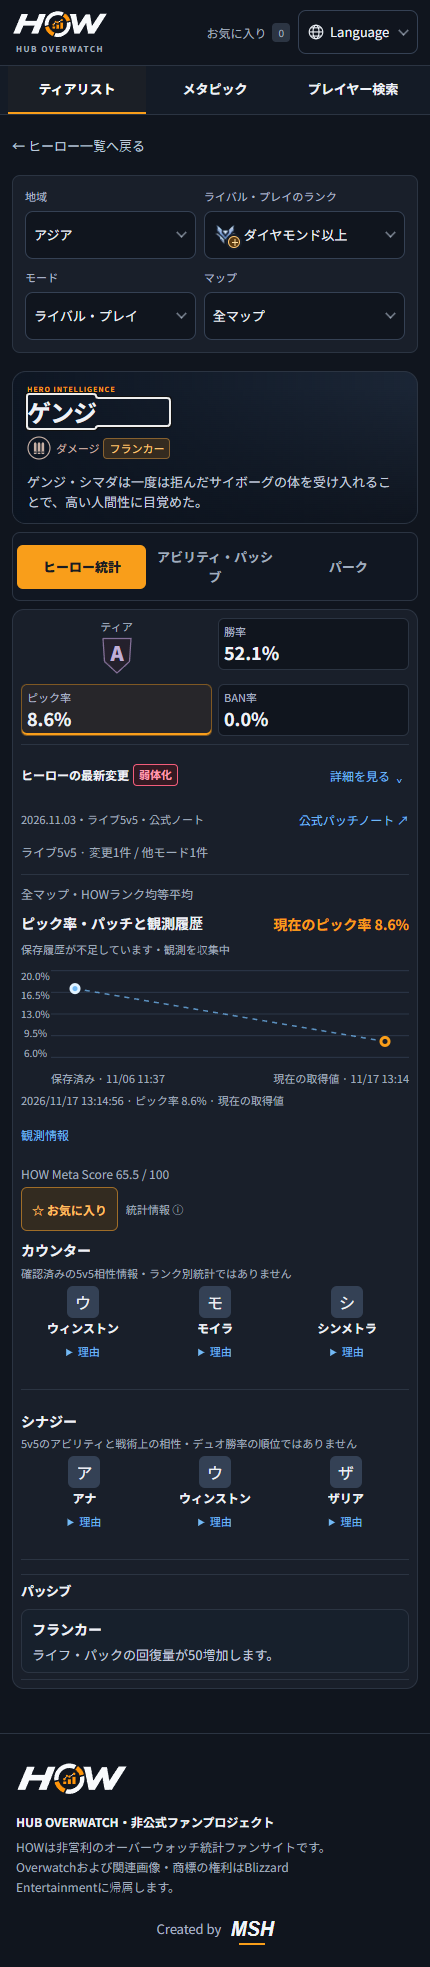 HOW
HUB OVERWATCH
お気に入り 0
Language
ティアリスト
メタピック
プレイヤー検索
← ヒーロー一覧へ戻る
地域
ライバル・プレイのランク
アジア
ダイヤモンド以上
モード
マップ
ライバル・プレイ
全マップ
HERO INTELLIGENCE
ゲンジ
ダメージ フランカー
ゲンジ・シマダは一度は拒んだサイボーグの体を受け入れるこ
とで、高い人間性に目覚めた。
ヒーロー統計
アビリティ・パッシ
ブ
パーク
ティア
A
勝率
52.1%
ピック率
8.6%
BAN率
0.0%
ヒーローの最新変更 弱体化
詳細を見る ⌄
2026.11.03・ライブ5v5・公式ノート
公式パッチノート ↗
ライブ5v5 · 変更1件 / 他モード1件
全マップ・HOWランク均等平均
ピック率・パッチと観測履歴
現在のピック率 8.6%
保存履歴が不足しています・観測を収集中
20.0%
16.5%
13.0%
9.5%
6.0%
保存済み · 11/06 11:37
現在の取得値 · 11/17 13:14
2026/11/17 13:14:56 · ピック率 8.6% · 現在の取得値
観測情報
HOW Meta Score 65.5 / 100
☆ お気に入り
統計情報 ⓘ
カウンター
確認済みの5v5相性情報・ランク別統計ではありません
ウ
モ
シ
ウィンストン
モイラ
シンメトラ
▶ 理由
▶ 理由
▶ 理由
シナジー
5v5のアビリティと戦術上の相性・デュオ勝率の順位ではありません
ア
ウ
ザ
アナ
ウィンストン
ザリア
▶ 理由
▶ 理由
▶ 理由
パッシブ
フランカー
ライフ・パックの回復量が50増加します。
HOW
HUB OVERWATCH・非公式ファンプロジェクト
HOWは非営利のオーバーウォッチ統計ファンサイトです。
Overwatchおよび関連画像・商標の権利はBlizzard
Entertainmentに帰属します。
Created by MSH